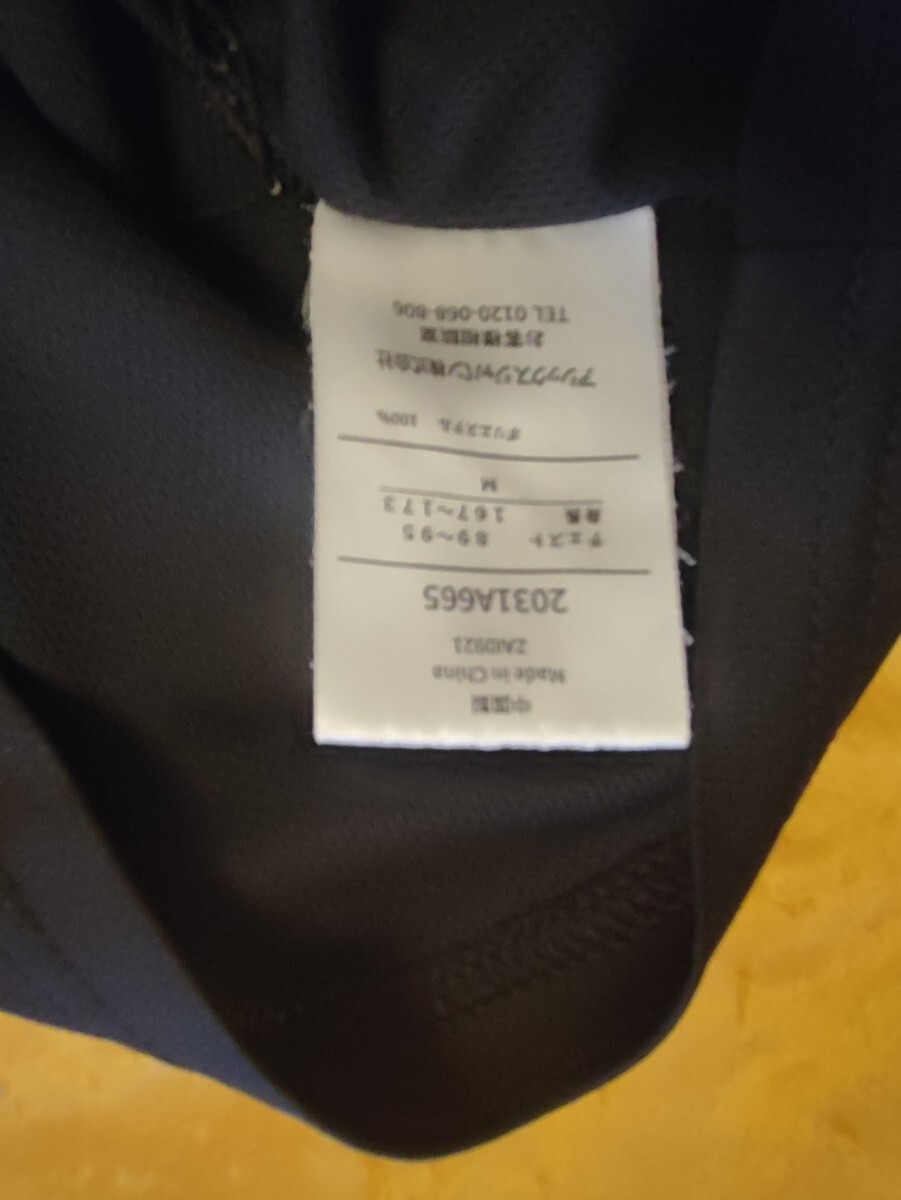 中国製
Made in China
ZAI0921
2031A665
チェスト 89～95
身長 167～173
M
ポリエステル 100%
アシックスジャパン株式会社
お客様相談室
TEL 0120-068-806